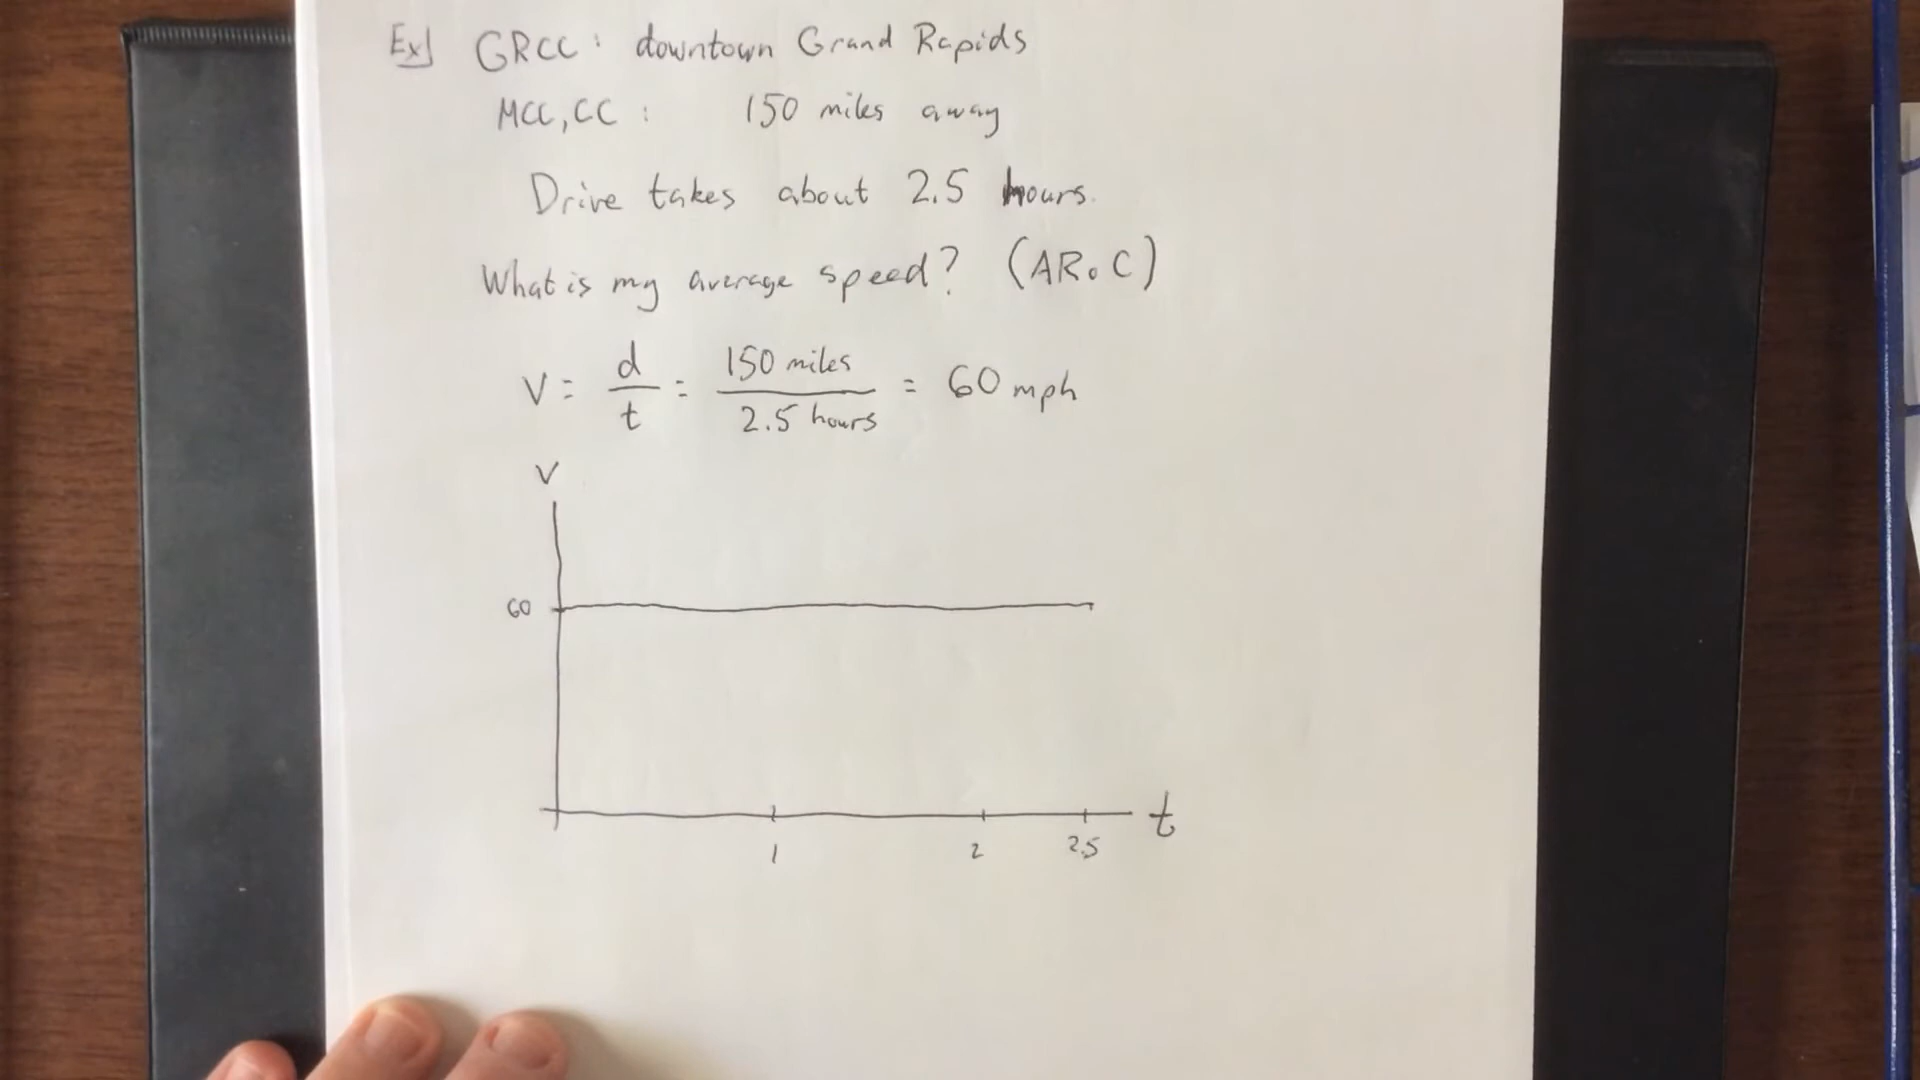 Ex] GRCC: downtown Grand Rapids
MCC, CC: 150 miles away
Drive takes about 2.5 hours.
What is my average speed? (ARoC)
V = d/t = 150 miles/2.5 hours = 60 mph
V
60
t
1 2 2.5